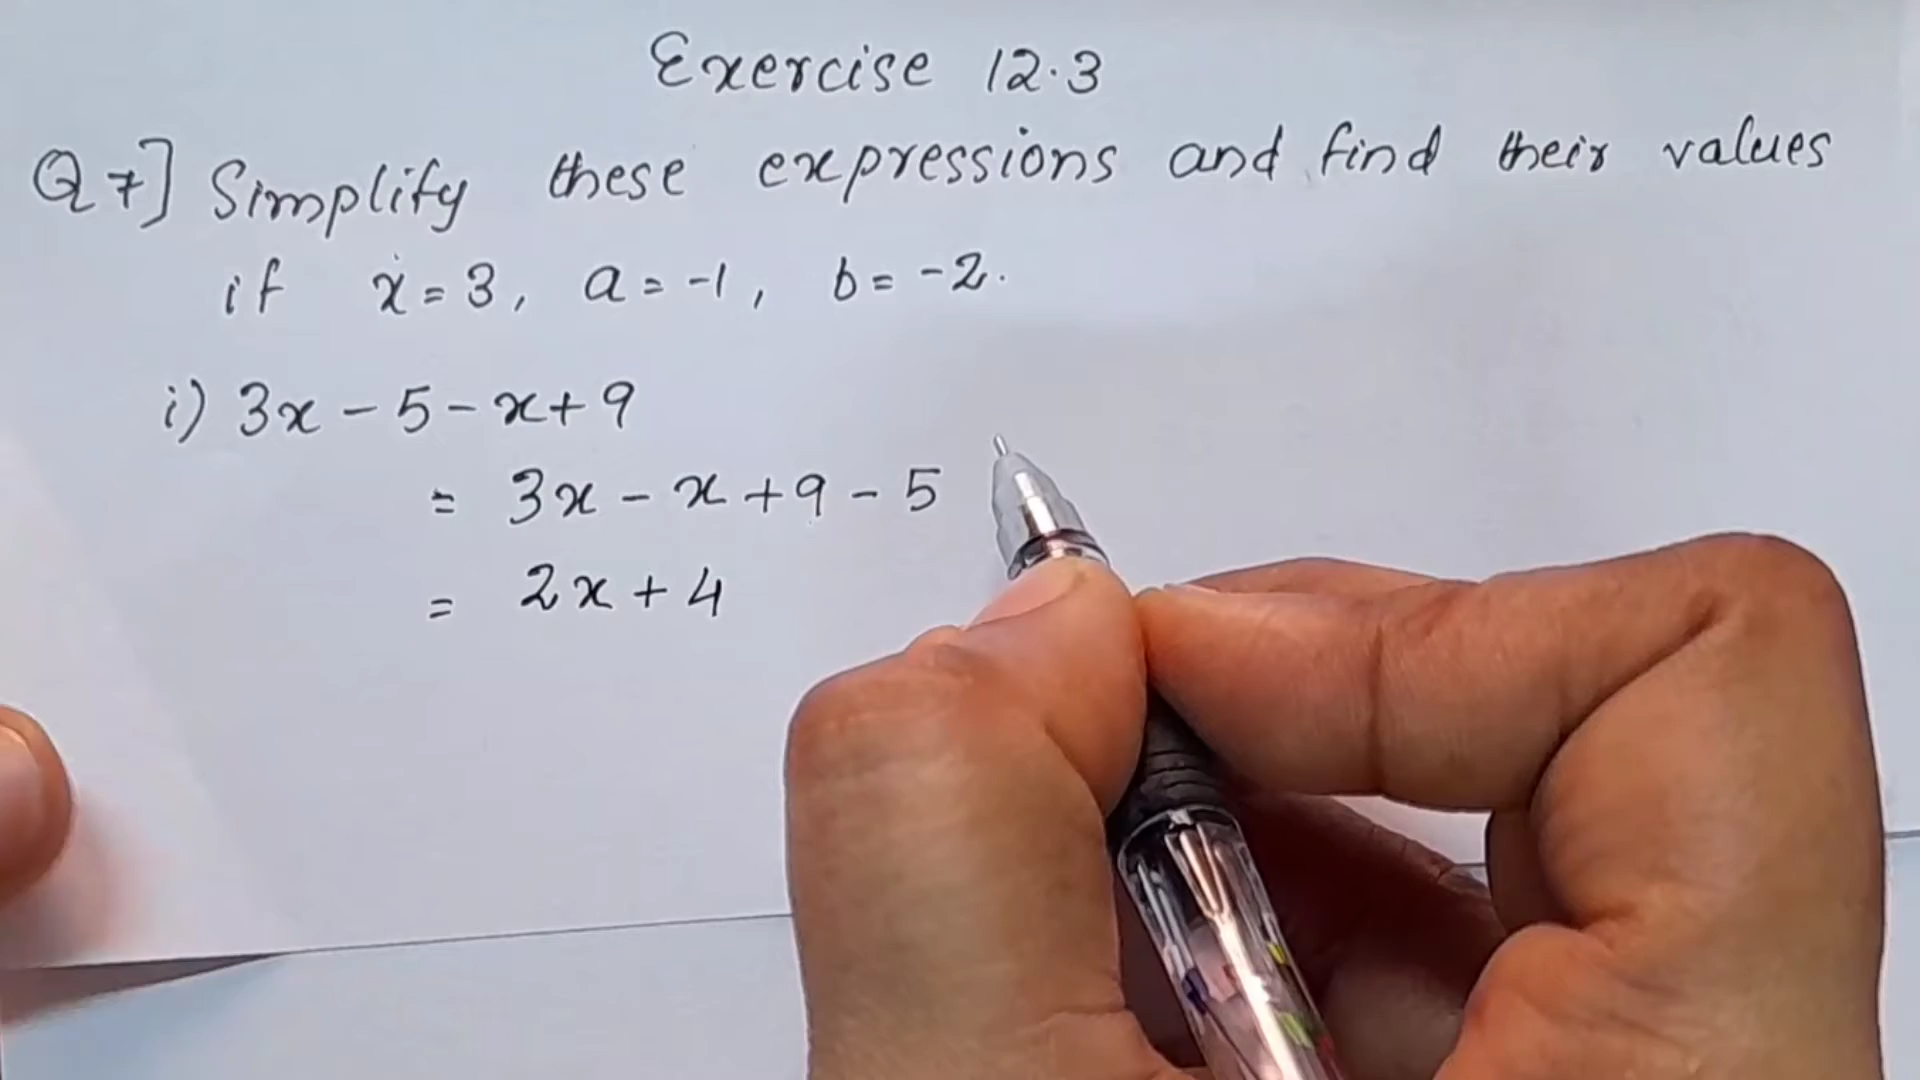 Exercise 12.3
Q7] Simplify these expressions and find their values
if x = 3, a = -1, b = -2.
i) 3x - 5 - x + 9
= 3x - x + 9 - 5
= 2x + 4